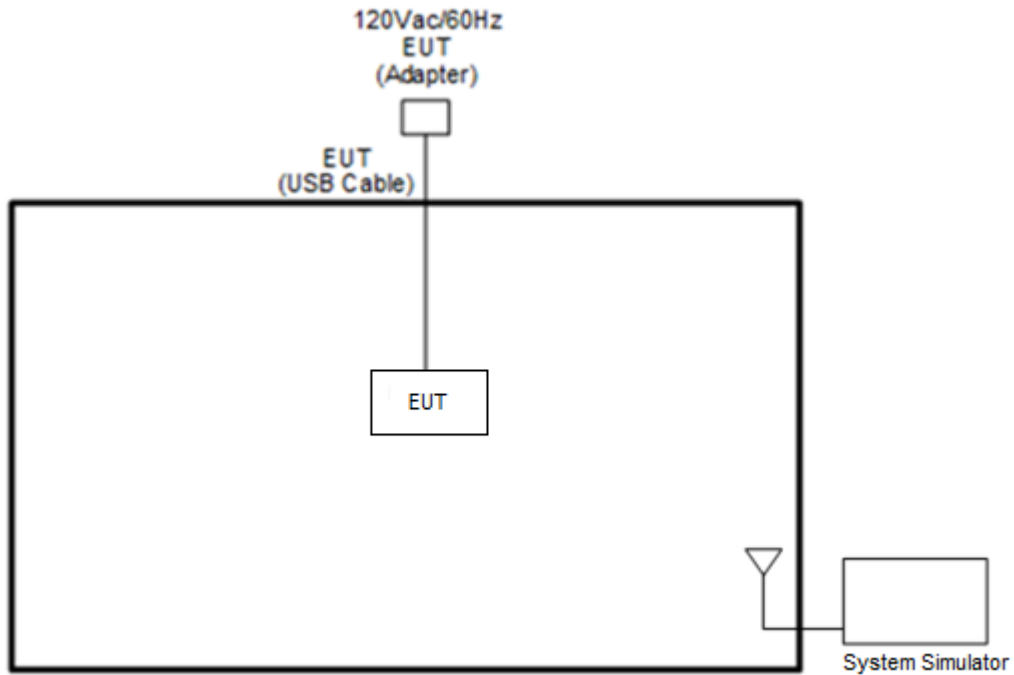 120Vac/60Hz
EUT
(Adapter)
EUT
(USB Cable)
EUT
System Simulator